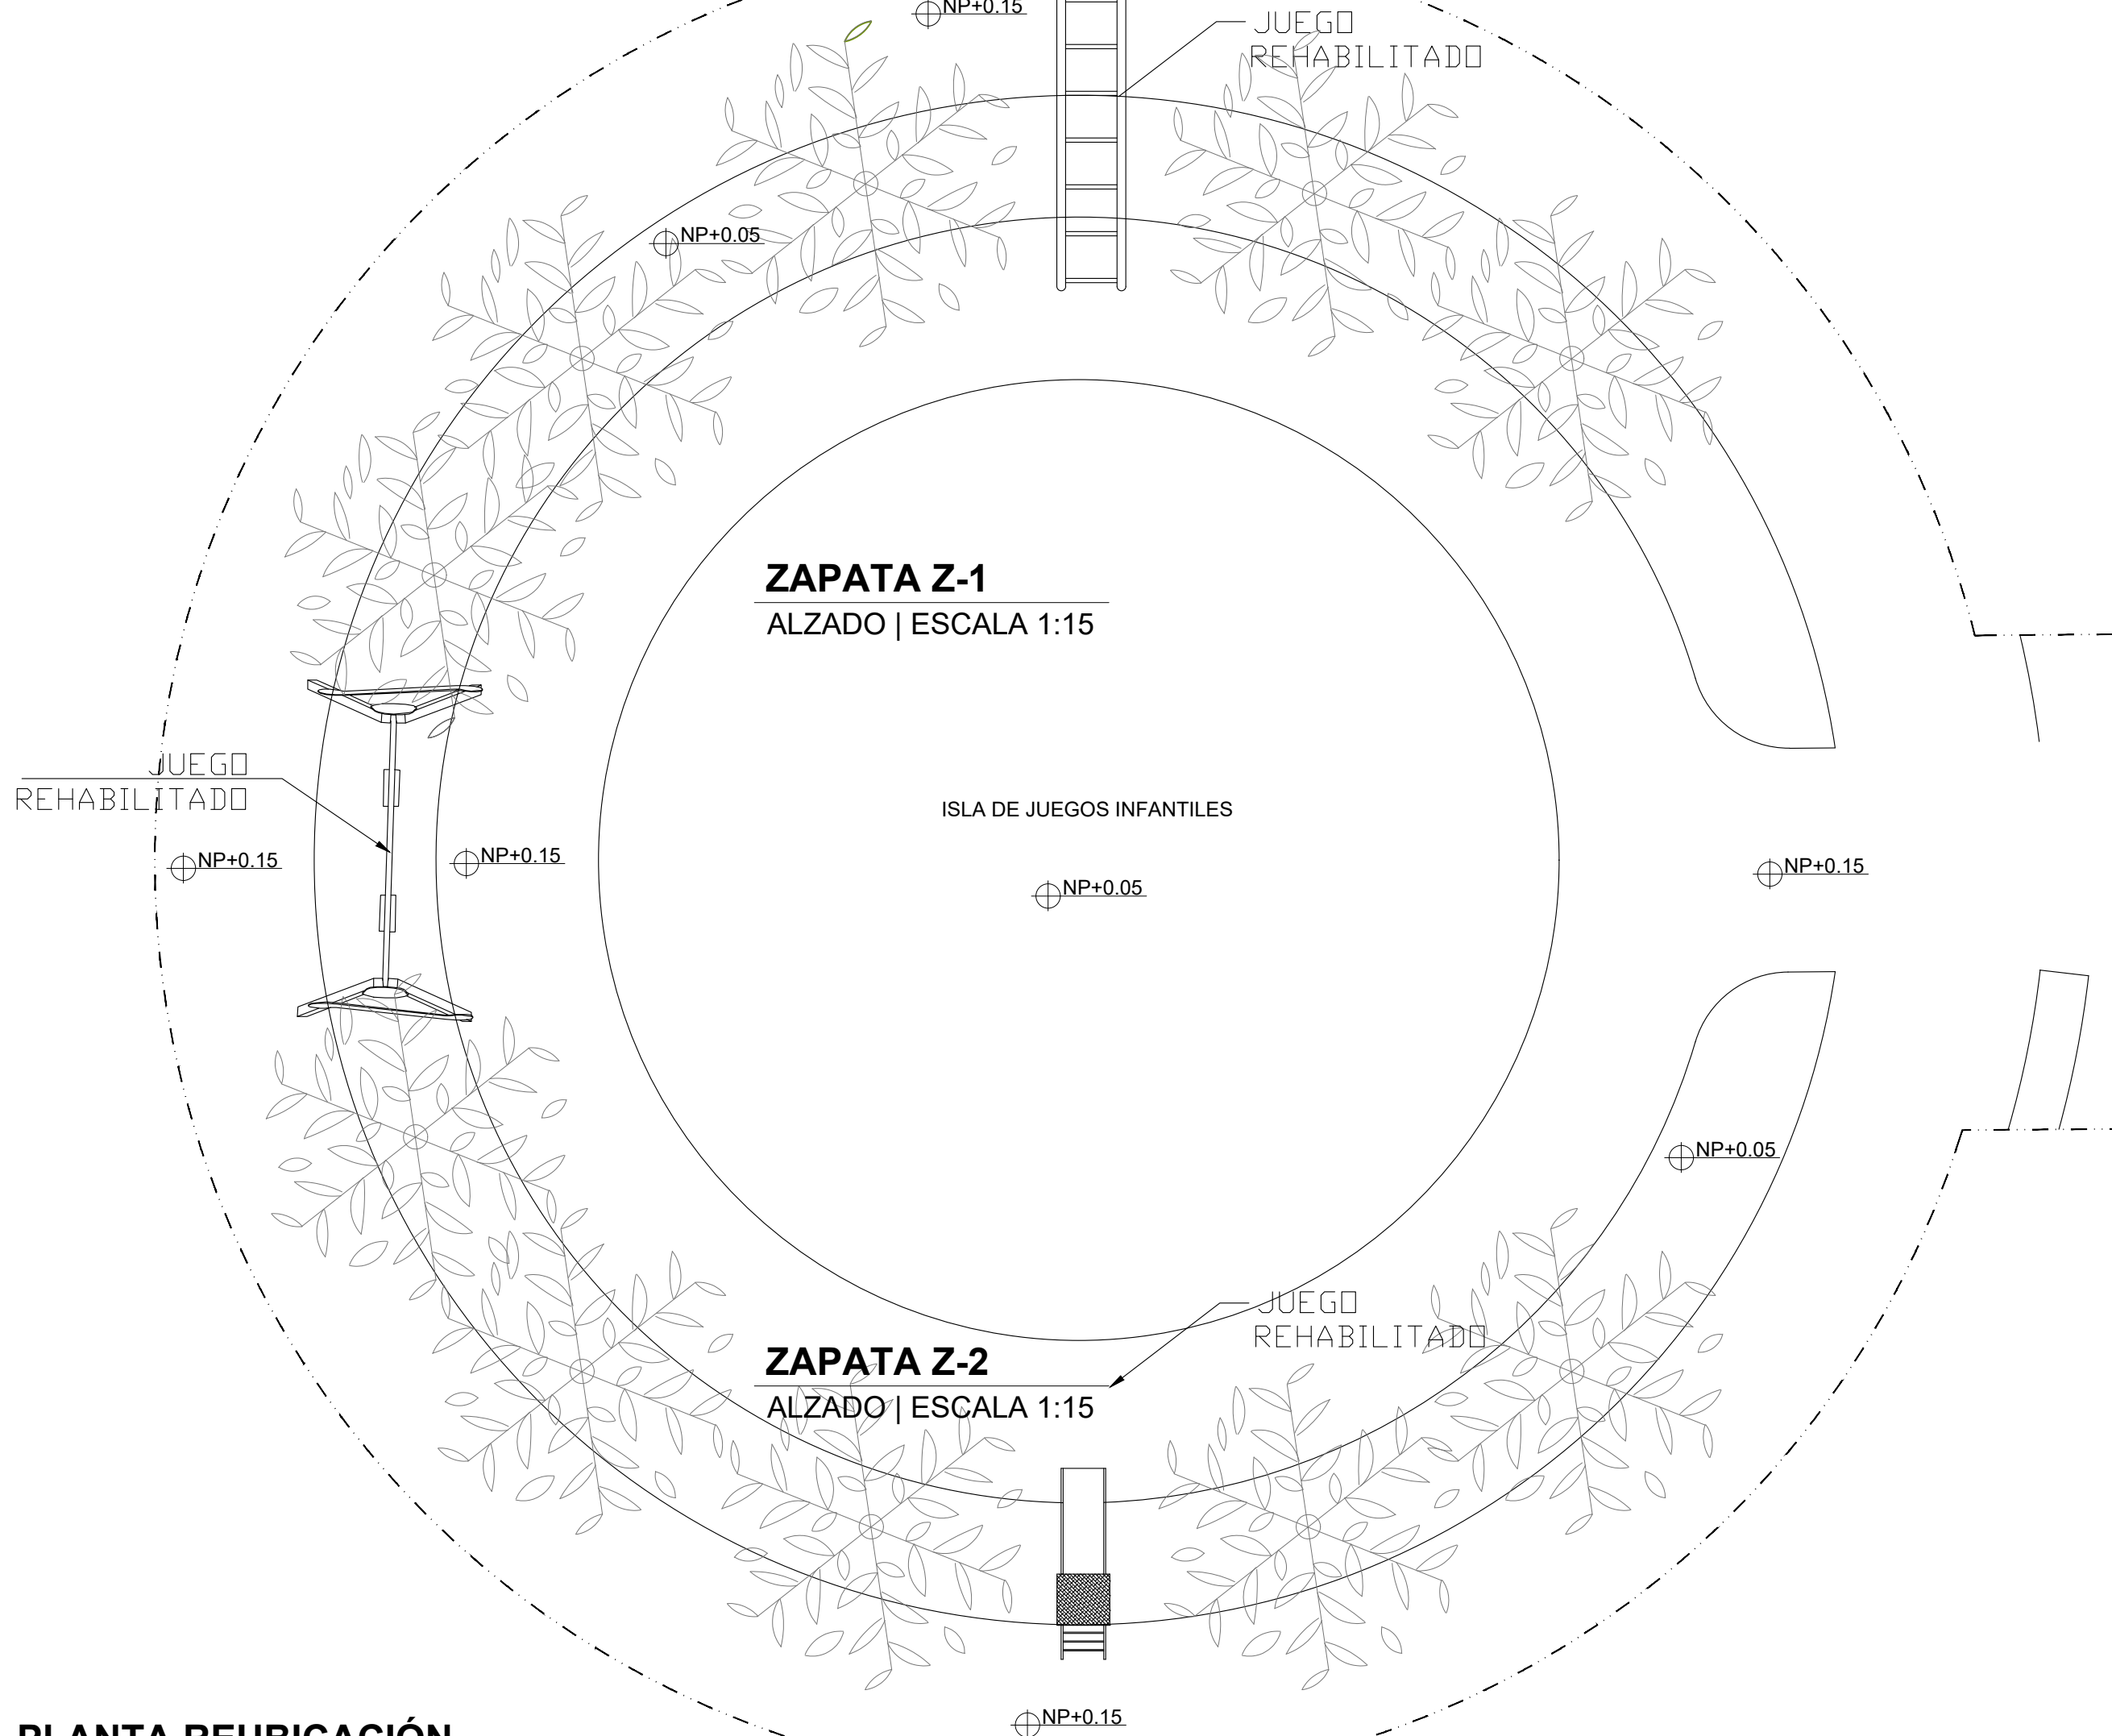 NP+0.15
JUEGO
REHABILITADO
NP+0.05
ZAPATA Z-1
ALZADO | ESCALA 1:15
JUEGO
REHABILITADO
ISLA DE JUEGOS INFANTILES
NP+0.15
NP+0.15
NP+0.05
NP+0.15
NP+0.05
JUEGO
REHABILITADO
ZAPATA Z-2
ALZADO | ESCALA 1:15
NP+0.15
PLANTA REUBICACIÓN